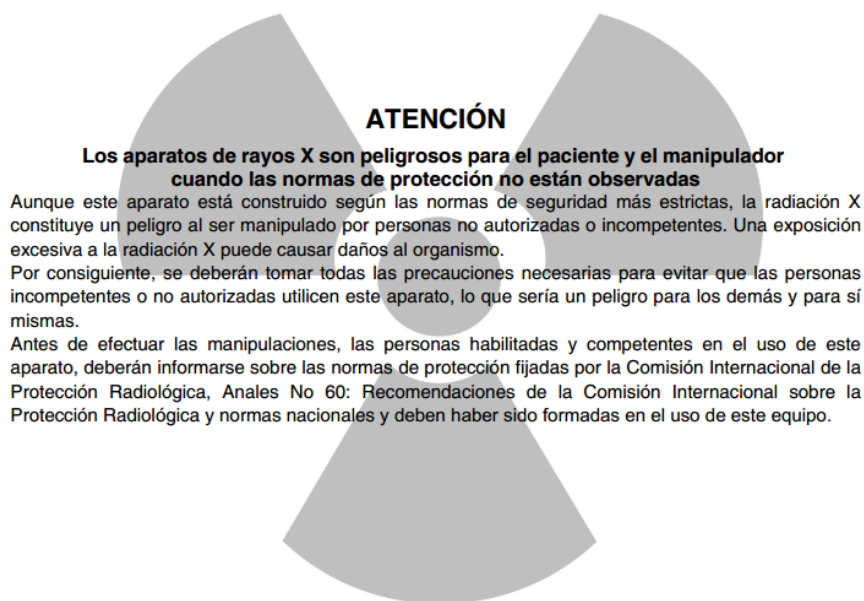 ATENCIÓN
Los aparatos de rayos X son peligrosos para el paciente y el manipulador
cuando las normas de protección no están observadas
Aunque este aparato está construido según las normas de seguridad más estrictas, la radiación X
constituye un peligro al ser manipulado por personas no autorizadas o incompetentes. Una exposición
excesiva a la radiación X puede causar daños al organismo.
Por consiguiente, se deberán tomar todas las precauciones necesarias para evitar que las personas
incompetentes o no autorizadas utilicen este aparato, lo que sería un peligro para los demás y para sí
mismas.
Antes de efectuar las manipulaciones, las personas habilitadas y competentes en el uso de este
aparato, deberán informarse sobre las normas de protección fijadas por la Comisión Internacional de la
Protección Radiológica, Anales No 60: Recomendaciones de la Comisión Internacional sobre la
Protección Radiológica y normas nacionales y deben haber sido formadas en el uso de este equipo.